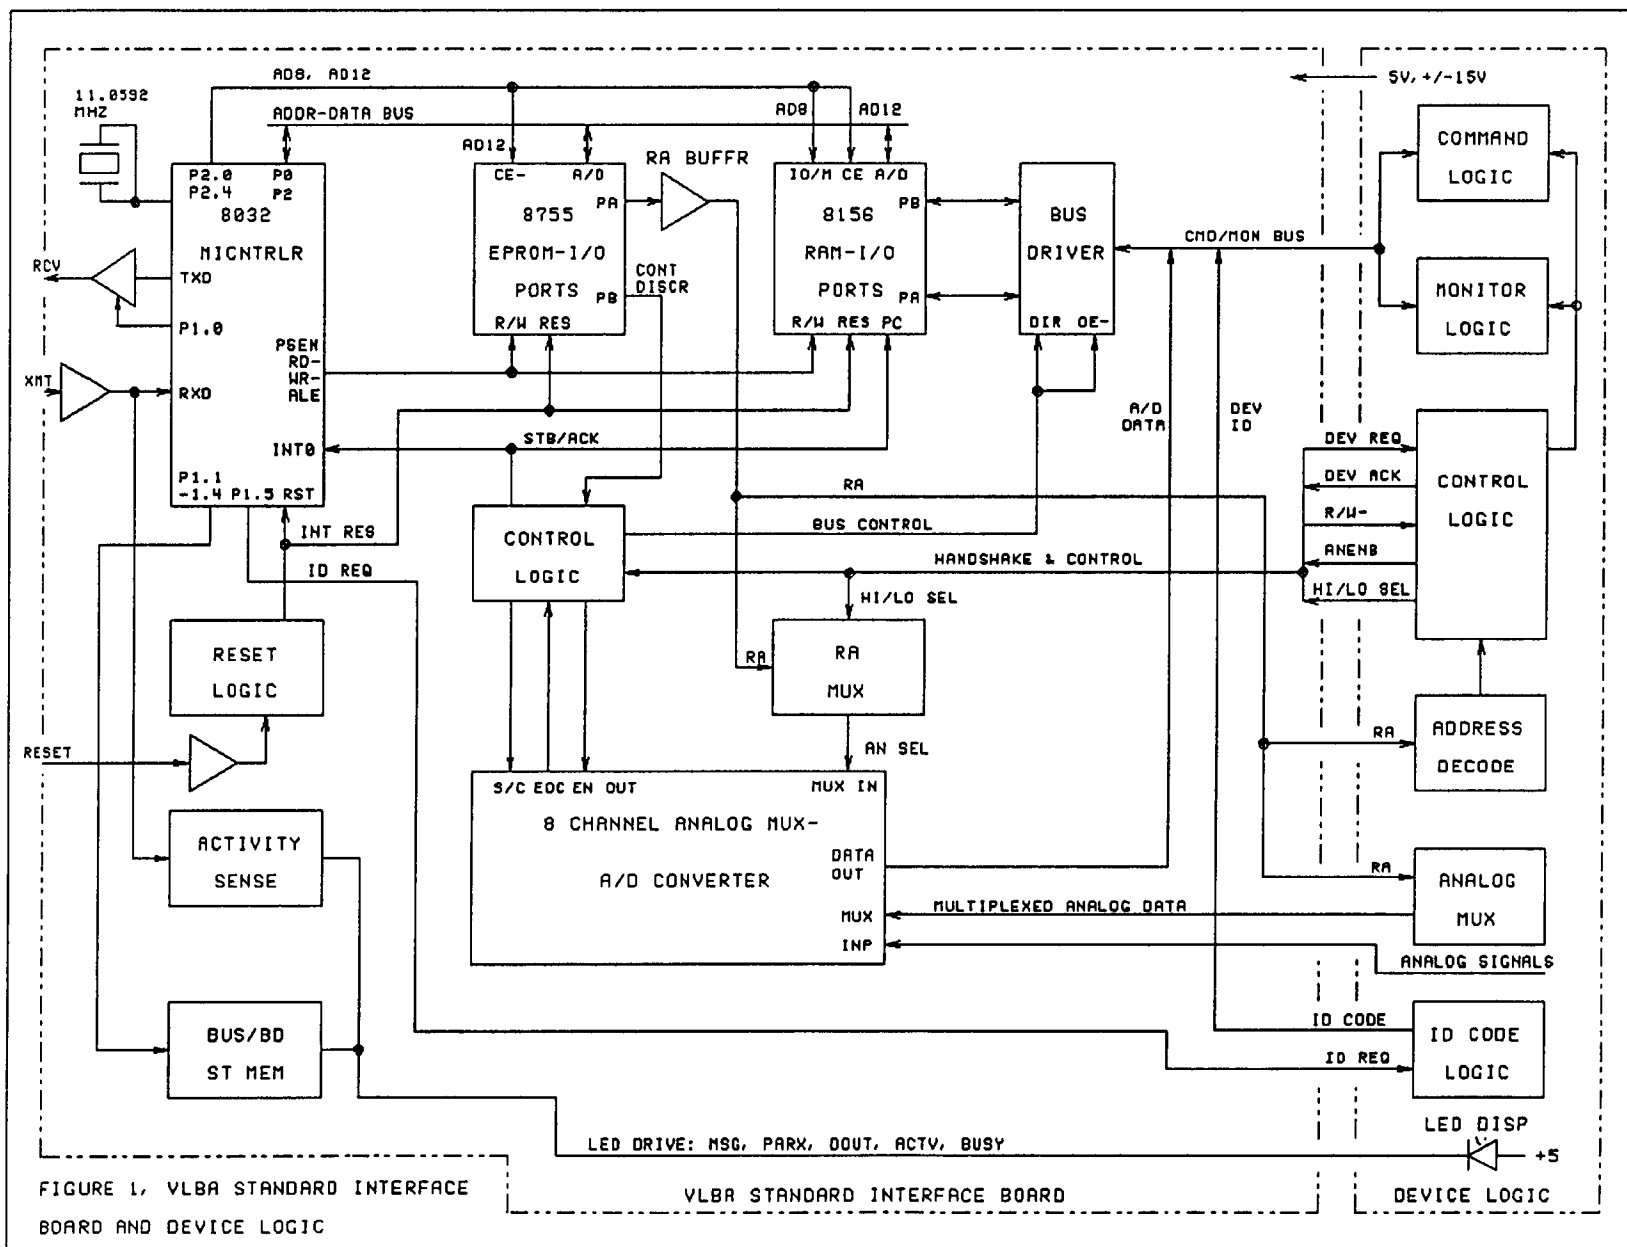 5V, +/-15V
AD8, AD12
11.0592
MHZ
ADDR-DATA BUS
AD12
AD8
AD12
RA BUFFR
P2.0 P0
P2.4 P2
8032
MICNTRLR
TXD
P1.0
PSEN
RD-
WR-
ALE
RXD
INT0
P1.1
-1.4 P1.5 RST
RCV
XMT
CE- A/D
PA
8755
EPROM-I/O
PORTS
PB
R/W RES
CONT
DISCR
IO/M CE A/D
PB
8156
RAM-I/O
PORTS
PA
R/W RES PC
BUS
DRIVER
DIR OE-
CMD/MON BUS
COMMAND
LOGIC
MONITOR
LOGIC
A/D
DATA
DEV
ID
STB/ACK
RA
DEV REQ
DEV ACK
R/W-
ANENB
HI/LO SEL
CONTROL
LOGIC
INT RES
ID REQ
CONTROL
LOGIC
BUS CONTROL
HANDSHAKE & CONTROL
HI/LO SEL
RESET
LOGIC
RA
RA
MUX
AN SEL
RESET
RA
ADDRESS
DECODE
S/C EOC EN OUT MUX IN
8 CHANNEL ANALOG MUX-
A/D CONVERTER
DATA
OUT
MUX
INP
ACTIVITY
SENSE
RA
ANALOG
MUX
MULTIPLEXED ANALOG DATA
ANALOG SIGNALS
BUS/BD
ST MEM
ID CODE
ID REQ
ID CODE
LOGIC
LED DISP
LED DRIVE: MSG, PARX, DOUT, ACTV, BUSY
+5
FIGURE 1, VLBA STANDARD INTERFACE
BOARD AND DEVICE LOGIC
VLBA STANDARD INTERFACE BOARD
DEVICE LOGIC